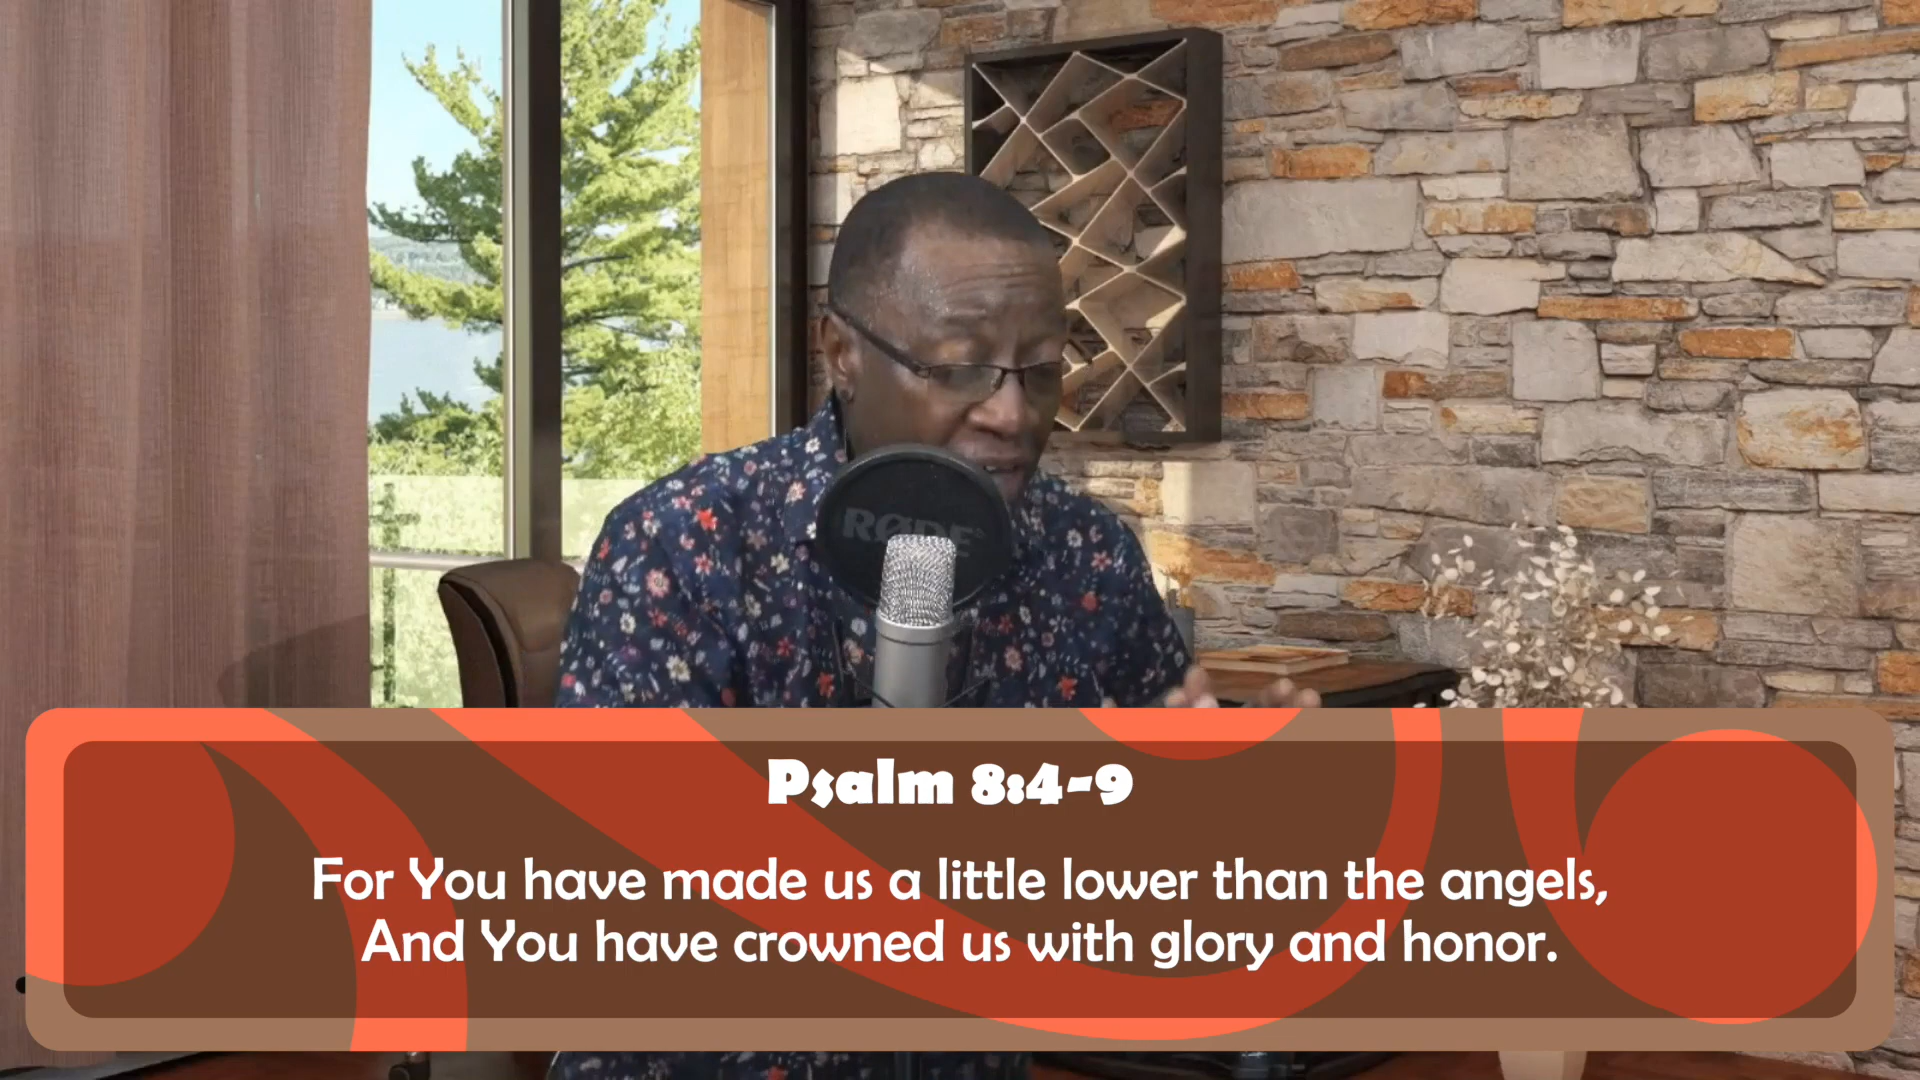 RØDE
Psalm 8:4-9
For You have made us a little lower than the angels,
And You have crowned us with glory and honor.